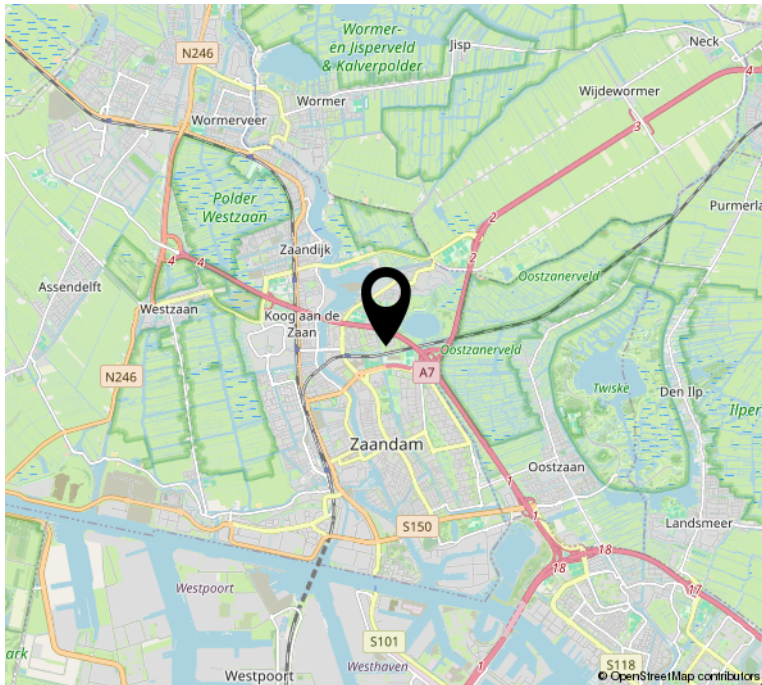 Wormer-
en Jisperveld
& Kalverpolder
Jisp
Neck
N246
Wijdewormer
4
Wormer
3
Wormerveer
Polder
Westzaan
Purmerla
2
Zaandijk
4
4
2
Oostzanerveld
Assendelft
Westzaan
Koog aan de
Zaan
Oostzanerveld
N246
A7
Twiske
Den Ilp
Ilper
Zaandam
Oostzaan
1
S150
1
Landsmeer
18
18
17
Westpoort
S101
Westhaven
1
S118
ark
Westpoort
© OpenStreetMap contributors